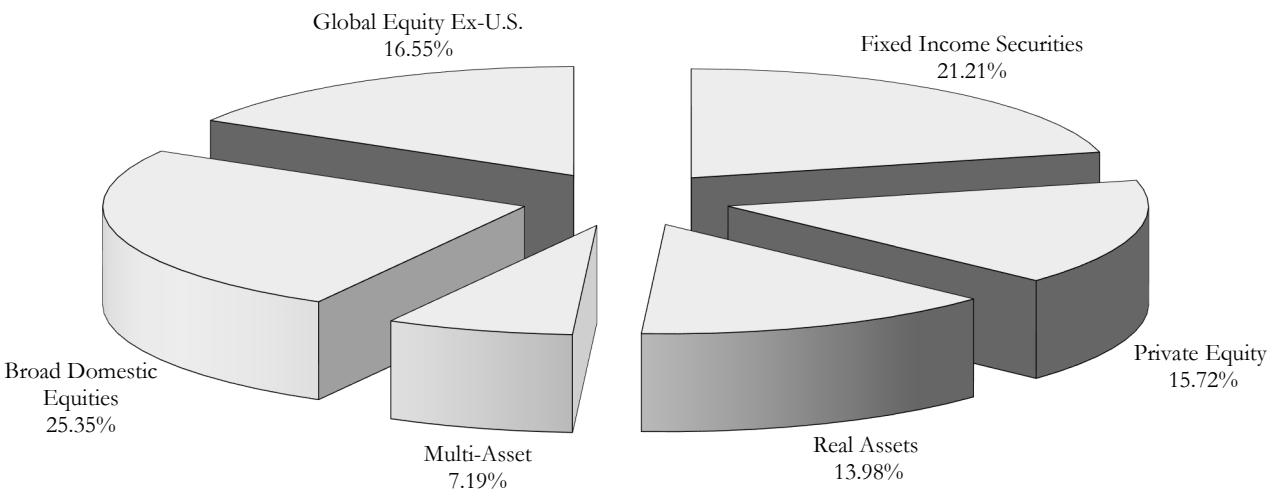 Global Equity Ex-U.S.
16.55%
Fixed Income Securities
21.21%
Private Equity
15.72%
Broad Domestic
Equities
25.35%
Real Assets
13.98%
Multi-Asset
7.19%